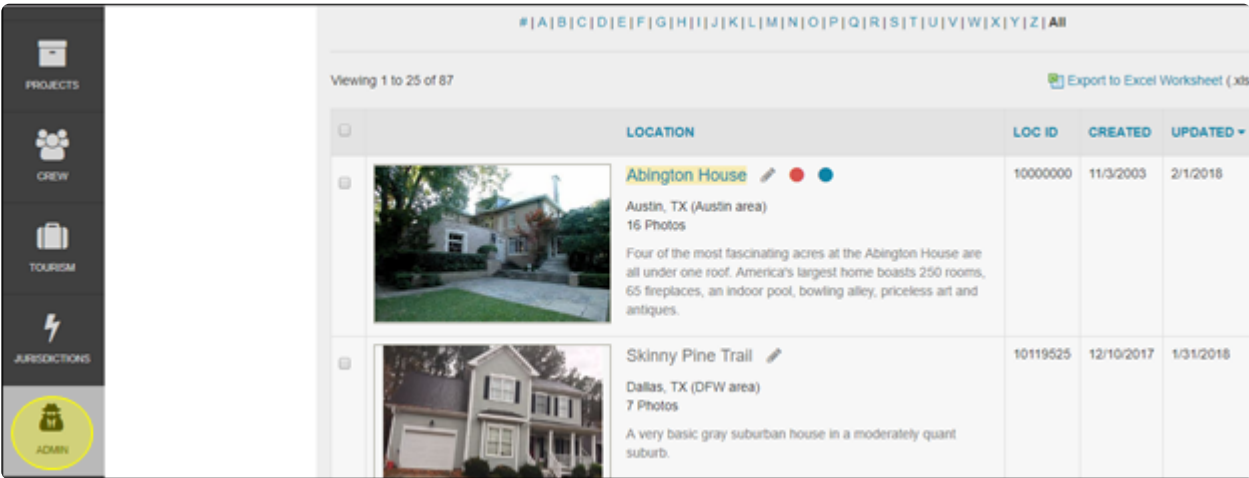 #|A|B|C|D|E|F|G|H|I|J|K|L|M|N|O|P|Q|R|S|T|U|V|W|X|Y|Z|All
PROJECTS
CREW
TOURISM
JURISDICTIONS
ADMIN
Viewing 1 to 25 of 87
Export to Excel Worksheet (.xls
LOCATION LOC ID CREATED UPDATED
Abington House 10000000 11/3/2003 2/1/2018
Austin, TX (Austin area)
16 Photos
Four of the most fascinating acres at the Abington House are
all under one roof. America's largest home boasts 250 rooms,
65 fireplaces, an indoor pool, bowling alley, priceless art and
antiques.
Skinny Pine Trail 10119525 12/10/2017 1/31/2018
Dallas, TX (DFW area)
7 Photos
A very basic gray suburban house in a moderately quant
suburb.